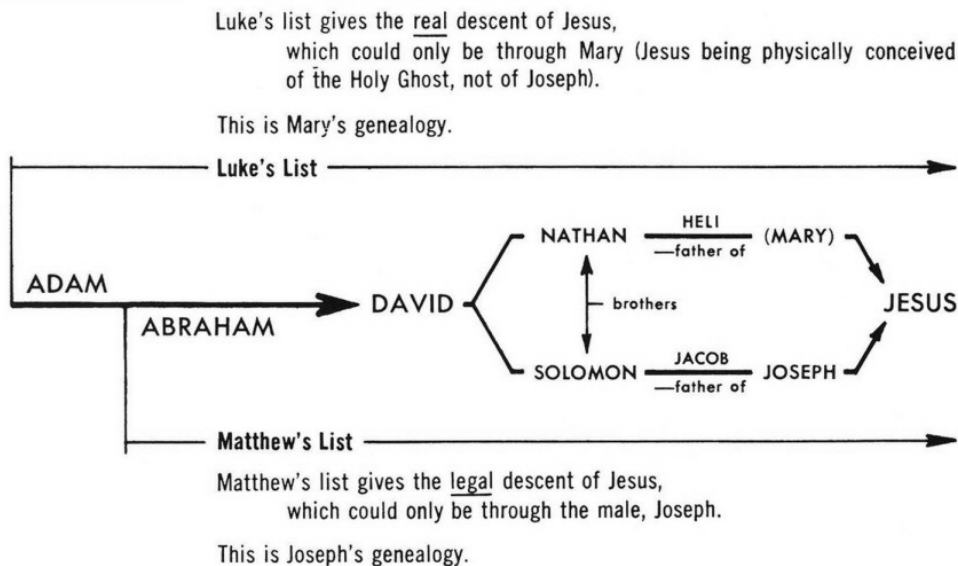 Luke's list gives the real descent of Jesus,
which could only be through Mary (Jesus being physically conceived
of the Holy Ghost, not of Joseph).
This is Mary's genealogy.
Luke's List
HELI
NATHAN —father of (MARY)
ADAM
ABRAHAM
DAVID
brothers
JESUS
JACOB
SOLOMON —father of JOSEPH
Matthew's List
Matthew's list gives the legal descent of Jesus,
which could only be through the male, Joseph.
This is Joseph's genealogy.